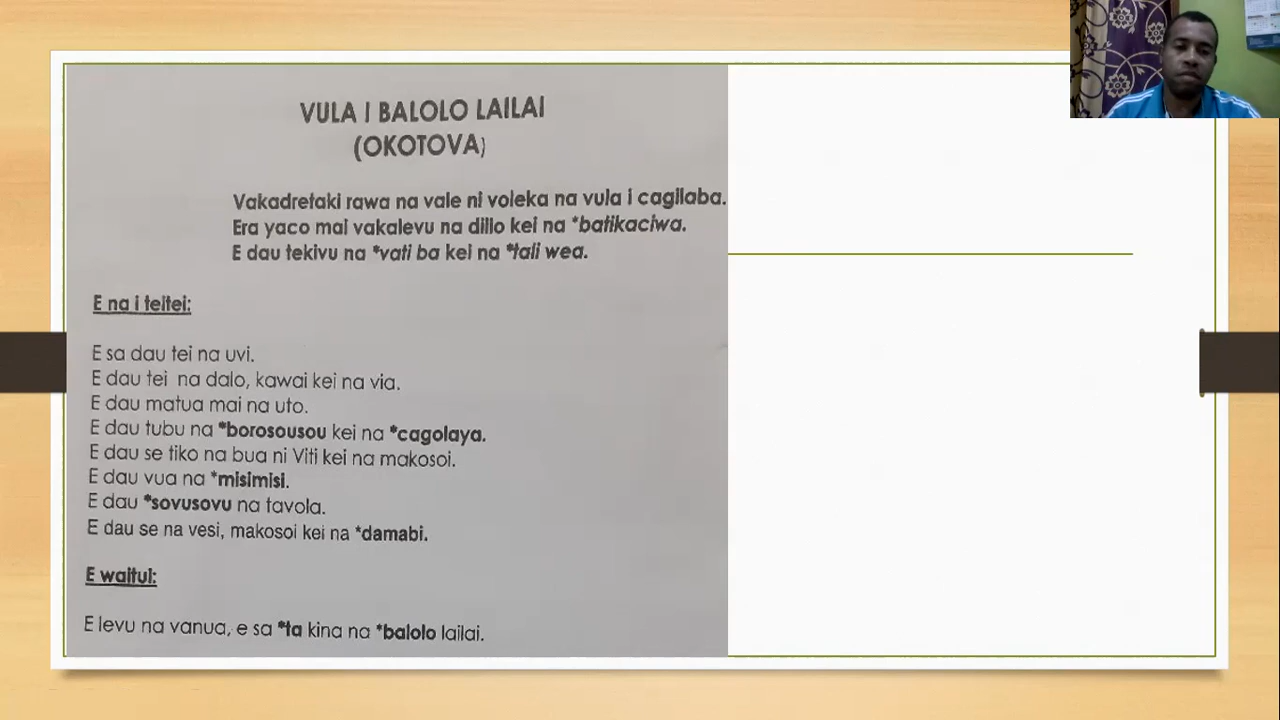 VULA I BALOLO LAILAI
(OKOTOVA)
Vakadretaki rawa na vale ni voleka na vula i cagilaba.
Era yaco mai vakalevu na dilio kei na *batikaciwa.
E dau tekivu na *vati ba kei na *tali wea.
E na i teitei:
E sa dau tei na uvi.
E dau tei na dalo, kawai kei na via.
E dau matua mai na uto.
E dau tubu na *borosousou kei na *cagolaya.
E dau se tiko na bua ni Viti kei na makosoi.
E dau vua na *misimisi.
E dau *sovusovu na tavola.
E dau se na vesi, makosoi kei na *damabi.
E waitui:
E levu na vanua, e sa *ta kina na *balolo lailai.